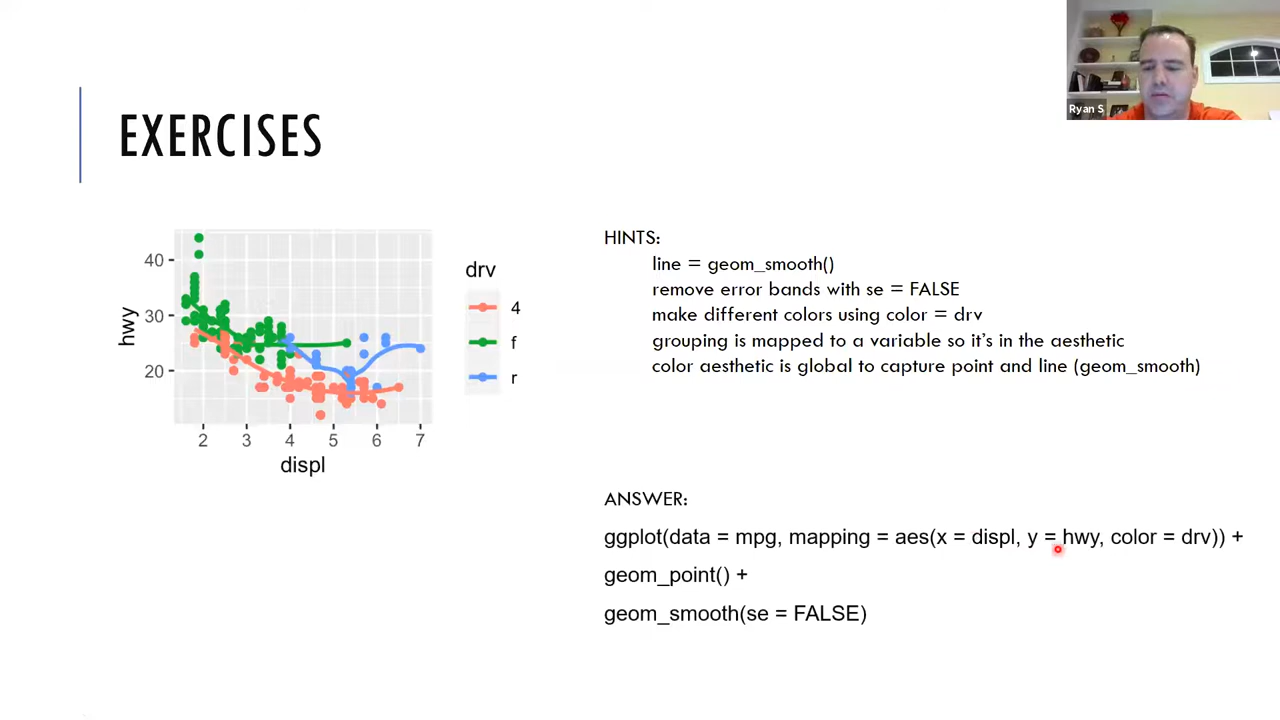 Ryan S
EXERCISES
HINTS:
line = geom_smooth()
remove error bands with se = FALSE
make different colors using color = drv
grouping is mapped to a variable so it's in the aesthetic
color aesthetic is global to capture point and line (geom_smooth)
hwy
40
30
20
2 3 4 5 6 7
displ
drv
4
f
r
ANSWER:
ggplot(data = mpg, mapping = aes(x = displ, y = hwy, color = drv)) +
geom_point() +
geom_smooth(se = FALSE)